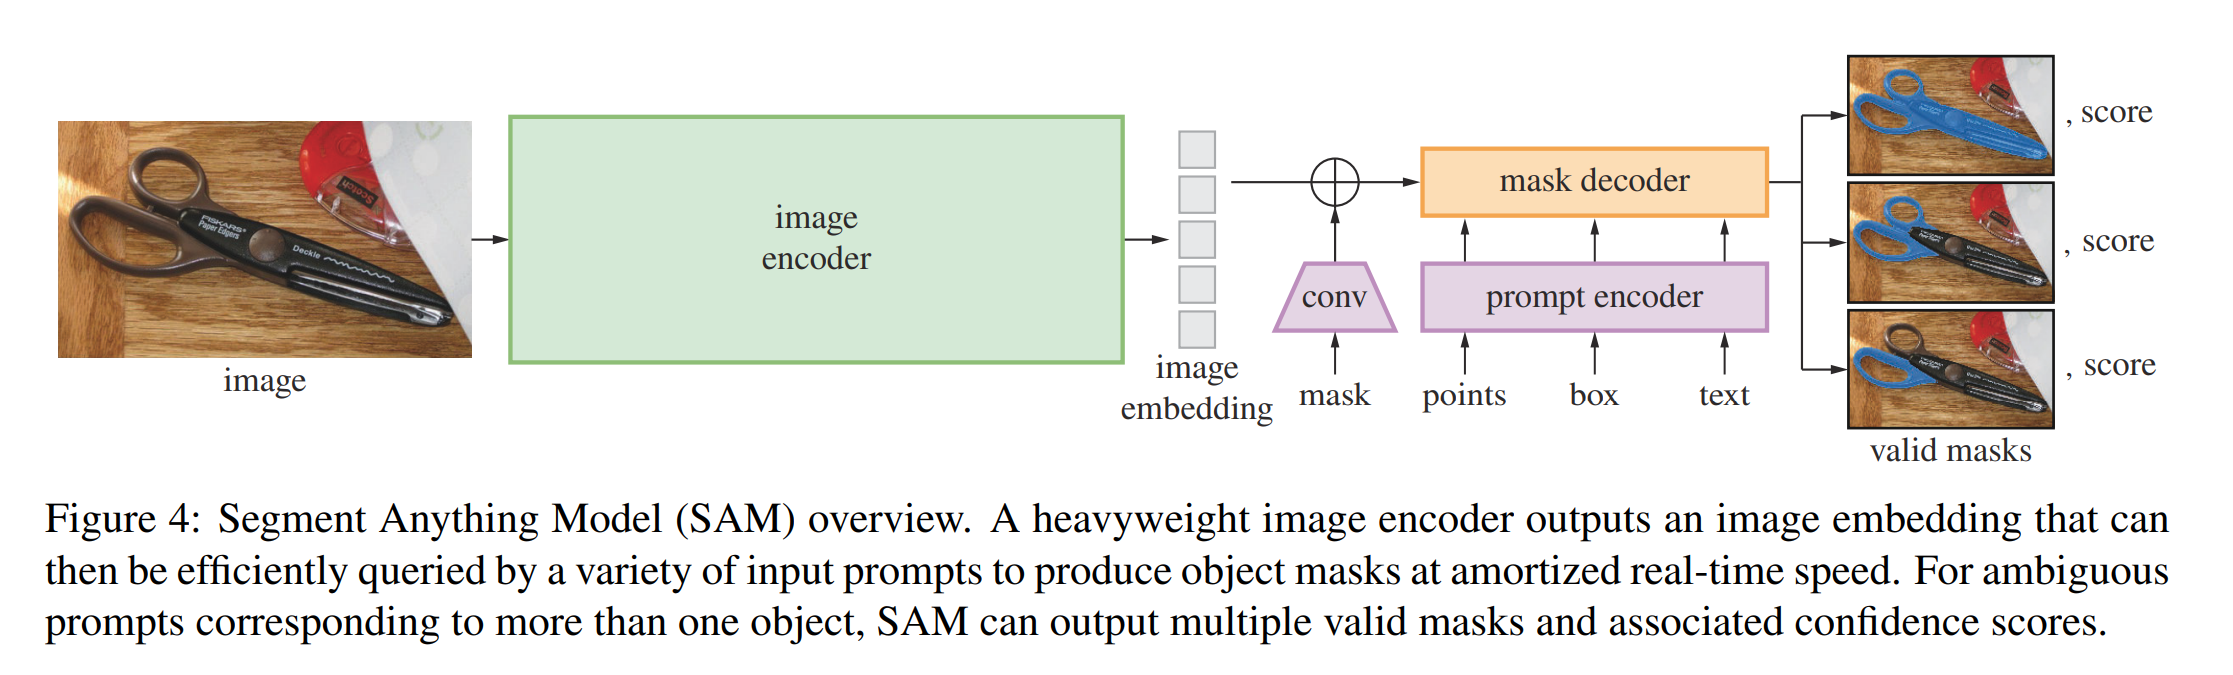 image
image
encoder
image
embedding
mask
points
box
text
conv
prompt encoder
mask decoder
, score
, score
, score
valid masks
FISKARS®
Paper Edgers
Deckle
Scotch
Figure 4: Segment Anything Model (SAM) overview. A heavyweight image encoder outputs an image embedding that can
then be efficiently queried by a variety of input prompts to produce object masks at amortized real-time speed. For ambiguous
prompts corresponding to more than one object, SAM can output multiple valid masks and associated confidence scores.